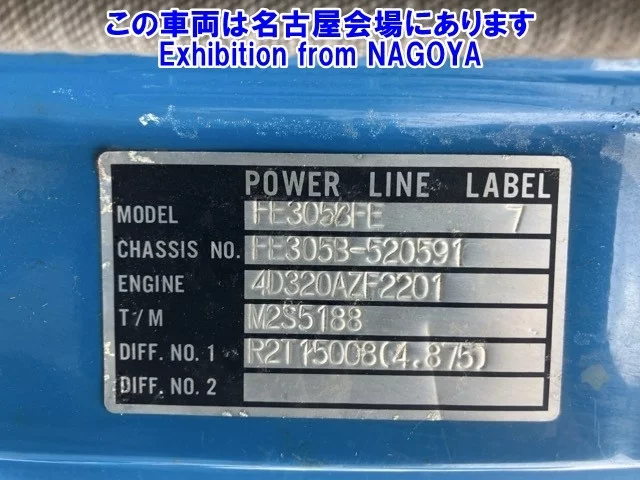 この車両は名古屋会場にあります
Exhibition from NAGOYA
POWER LINE LABEL
MODEL FE305BFE 7
CHASSIS NO. FE305B-520591
ENGINE 4D320AZF2201
T/M M2S5188
DIFF. NO. 1 R2T15008(4.875)
DIFF. NO. 2